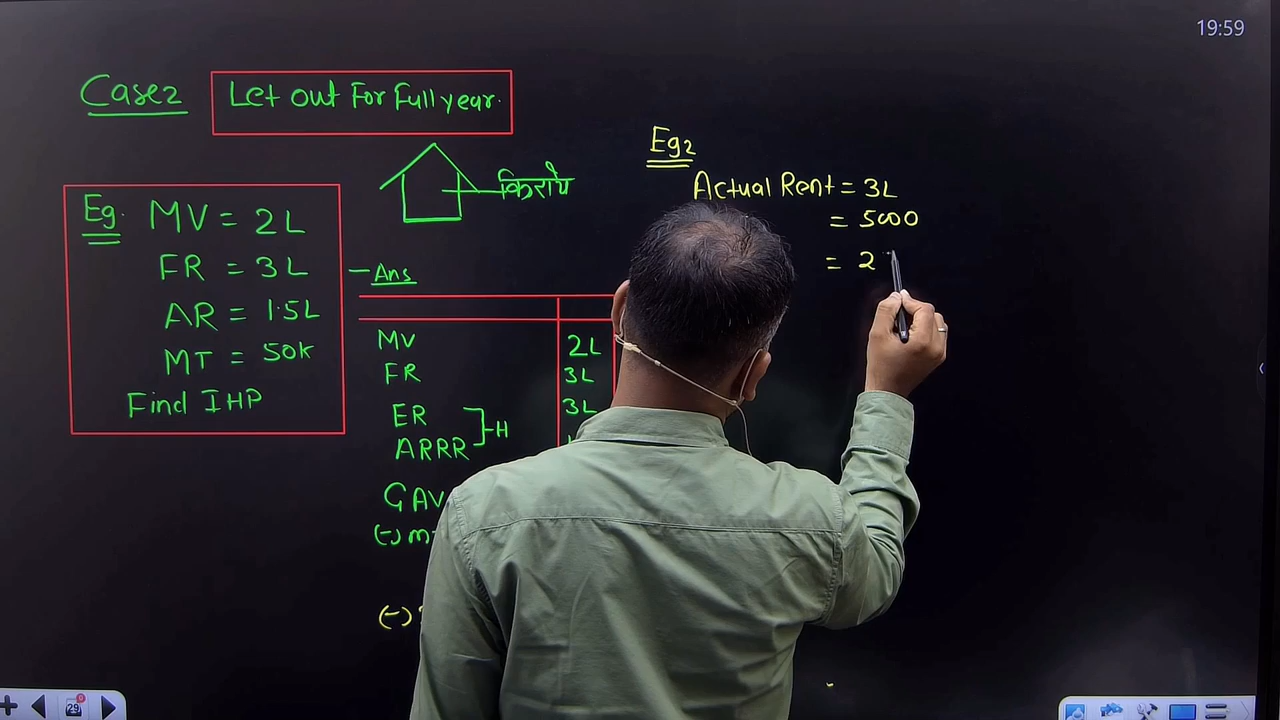 19:59
Case2
Let out For Full year.
किराये
Eg.
MV = 2L
FR = 3L
AR = 1.5L
MT = 50K
Find IHP
Ans
MV 2L
FR 3L
ER 3L
ARRR H
GAV
(-) m
(-)
Eg2
Actual Rent = 3L
= 5000
= 2
29